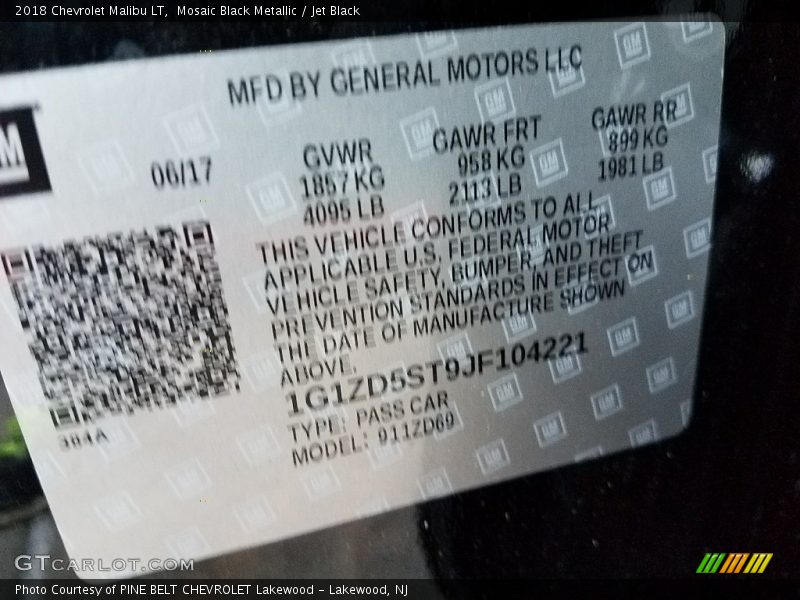 2018 Chevrolet Malibu LT, Mosaic Black Metallic / Jet Black
MFD BY GENERAL MOTORS LLC
GM
06/17
GVWR
1857 KG
4095 LB
GAWR FRT
958 KG
2113 LB
GAWR RR
899 KG
1981 LB
THIS VEHICLE CONFORMS TO ALL
APPLICABLE U.S. FEDERAL MOTOR
VEHICLE SAFETY, BUMPER, AND THEFT
PREVENTION STANDARDS IN EFFECT ON
THE DATE OF MANUFACTURE SHOWN
ABOVE.
1G1ZD5ST9JF104221
TYPE: PASS CAR
MODEL: 911ZD69
384A
GTCARLOT.COM
Photo Courtesy of PINE BELT CHEVROLET Lakewood - Lakewood, NJ